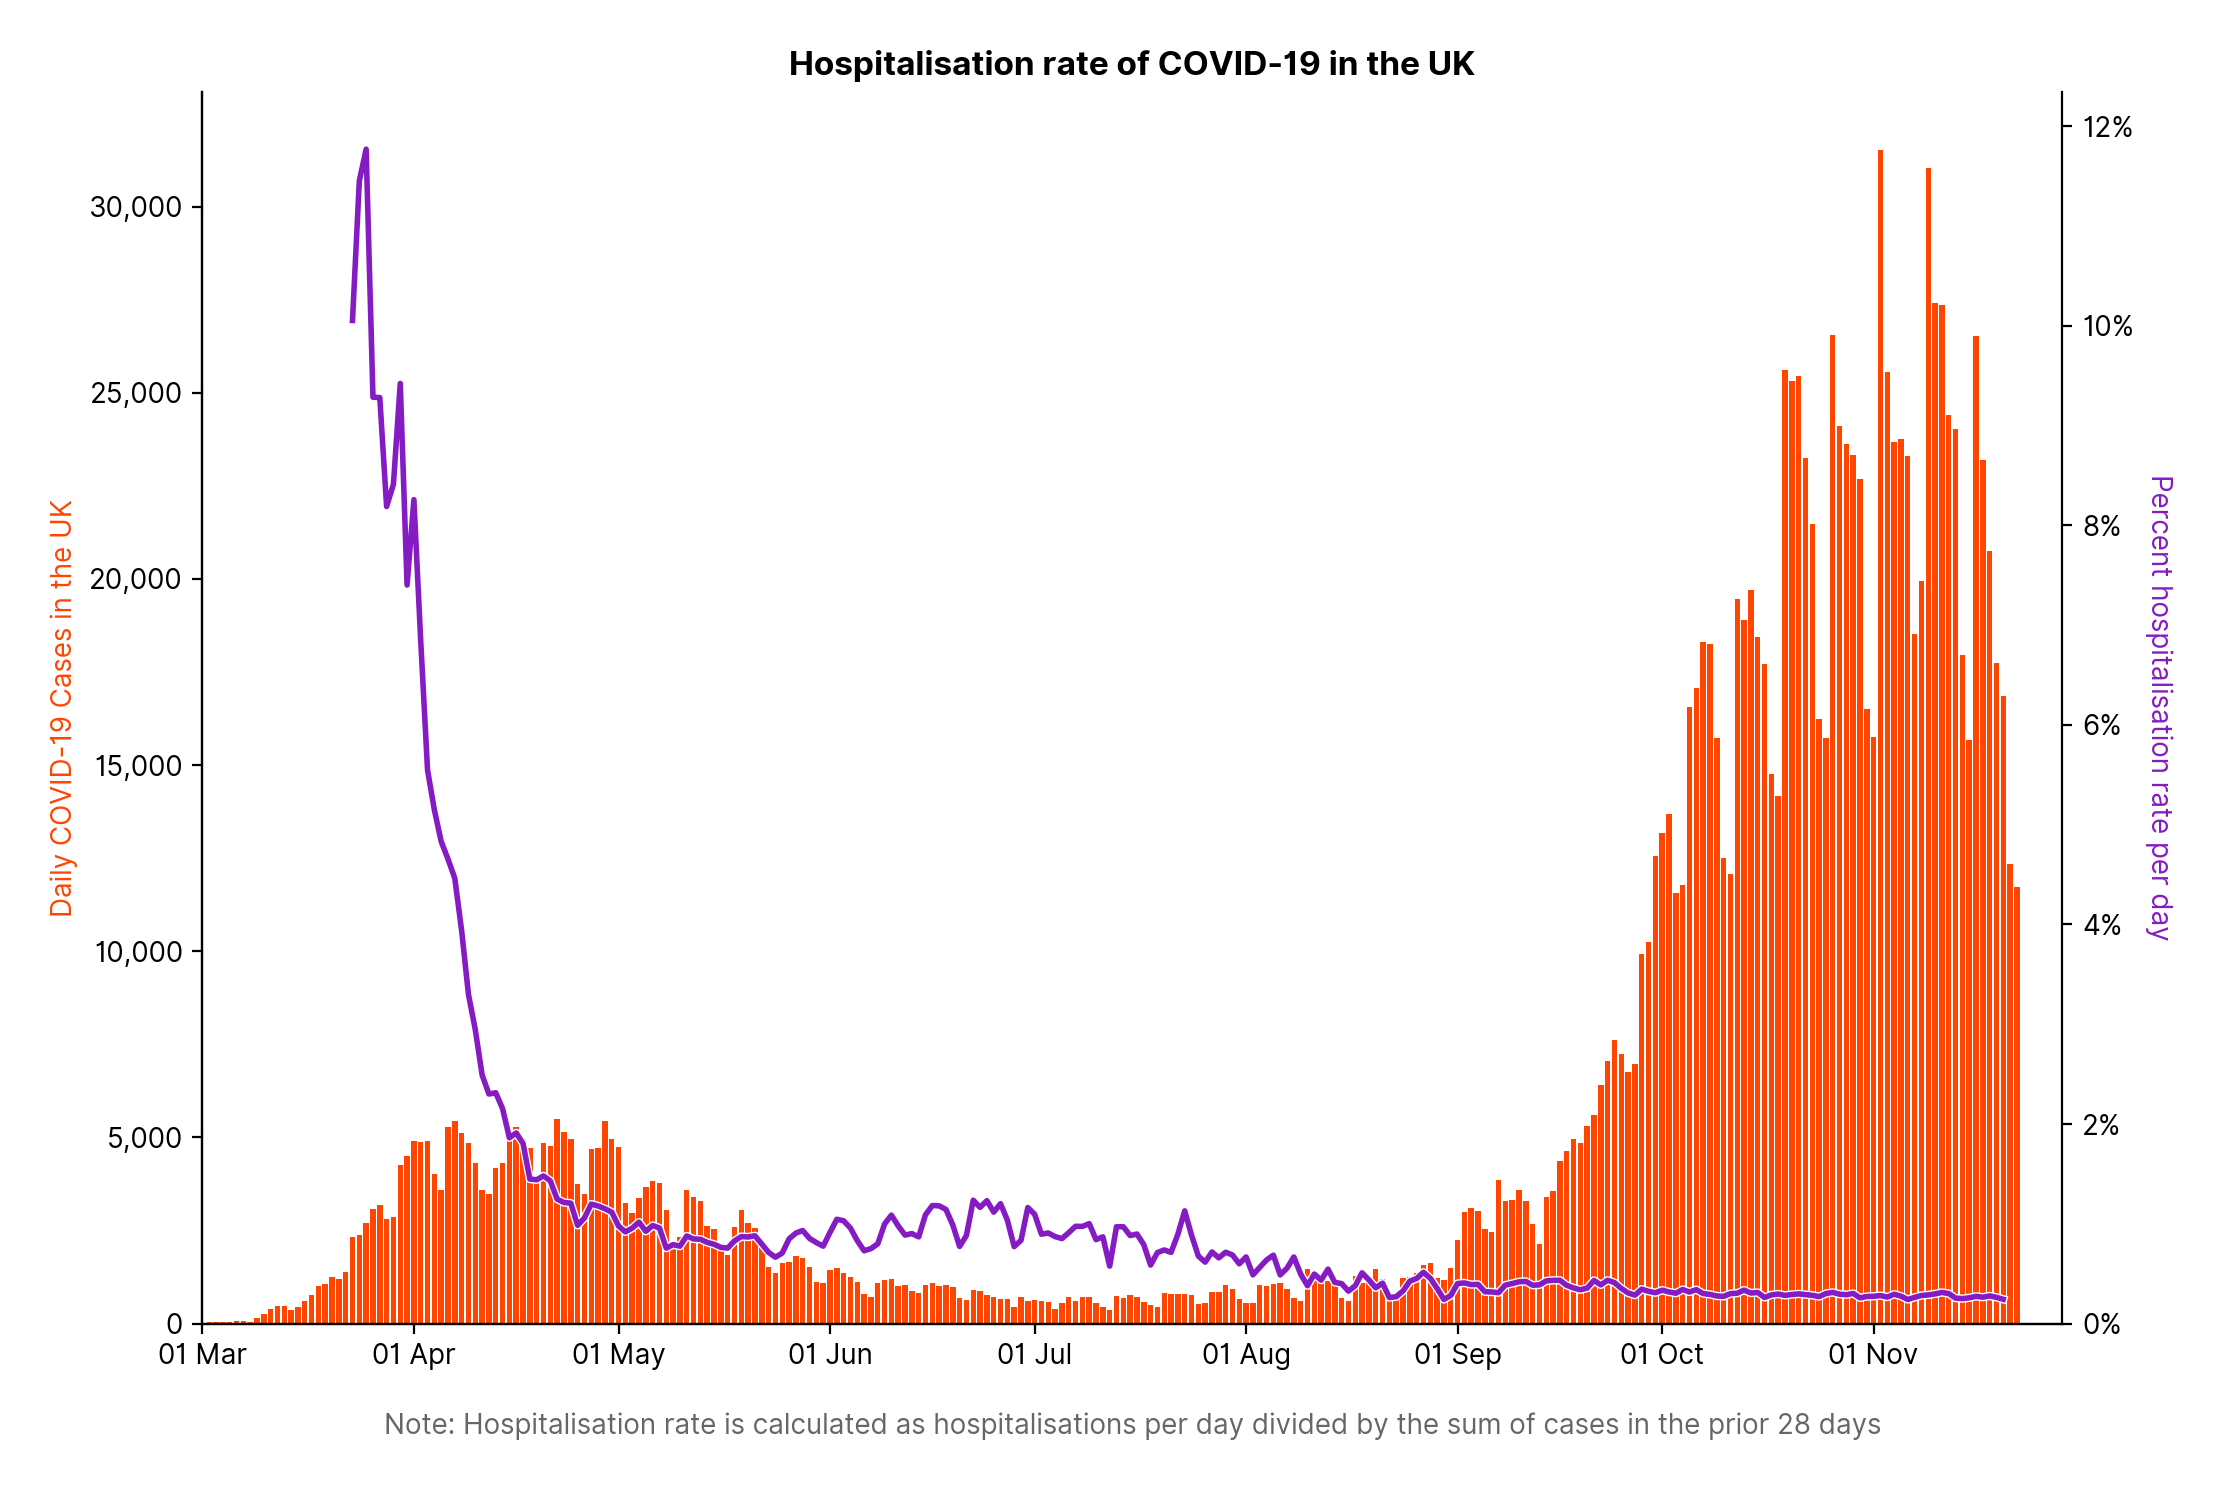 Hospitalisation rate of COVID-19 in the UK
Daily COVID-19 Cases in the UK
30,000
25,000
20,000
15,000
10,000
5,000
0
12%
10%
8%
6%
4%
2%
0%
Percent hospitalisation rate per day
01 Mar
01 Apr
01 May
01 Jun
01 Jul
01 Aug
01 Sep
01 Oct
01 Nov
Note: Hospitalisation rate is calculated as hospitalisations per day divided by the sum of cases in the prior 28 days